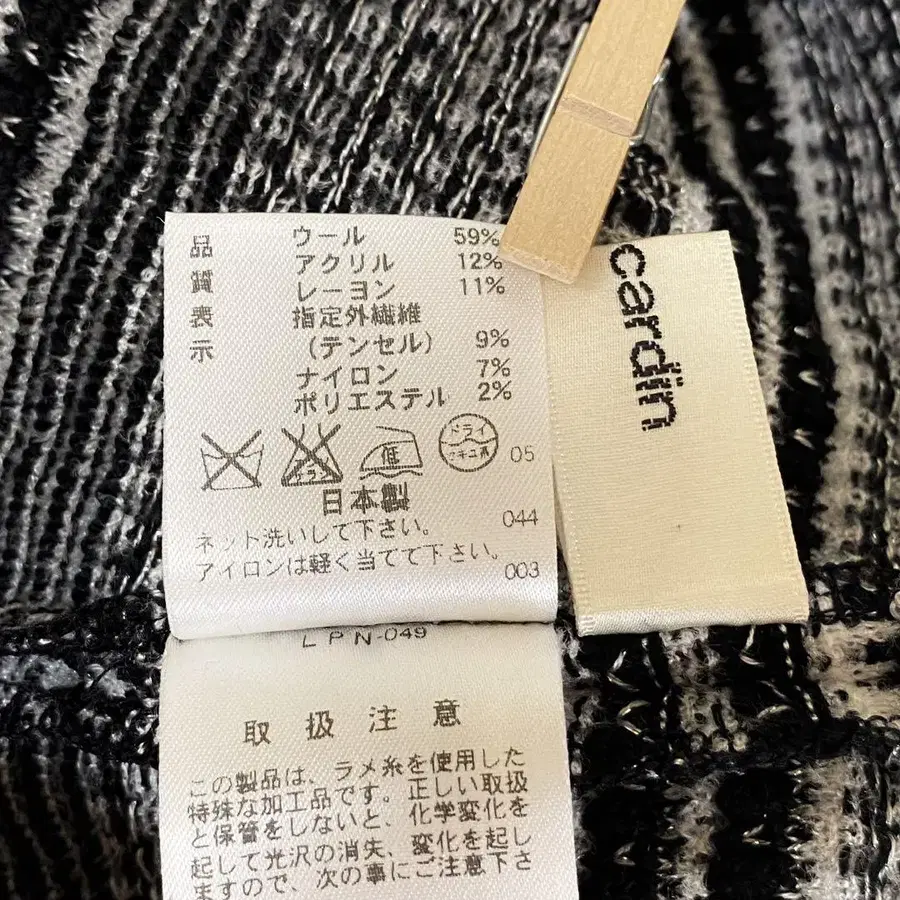 品質表示
ウール 59%
アクリル 12%
レーヨン 11%
指定外繊維
(テンセル) 9%
ナイロン 7%
ポリエステル 2%
低
ドライ
05
日本製
ネット洗いして下さい。 044
アイロンは軽く当てて下さい。 003
cardin
LPN-049
取扱注意
この製品は、ラメ糸を使用した
特殊な加工品です。正しい取扱
と保管をしないと、化学変化を
起して光沢の消失、変化を起し
ますので、次の事にご注意下さ